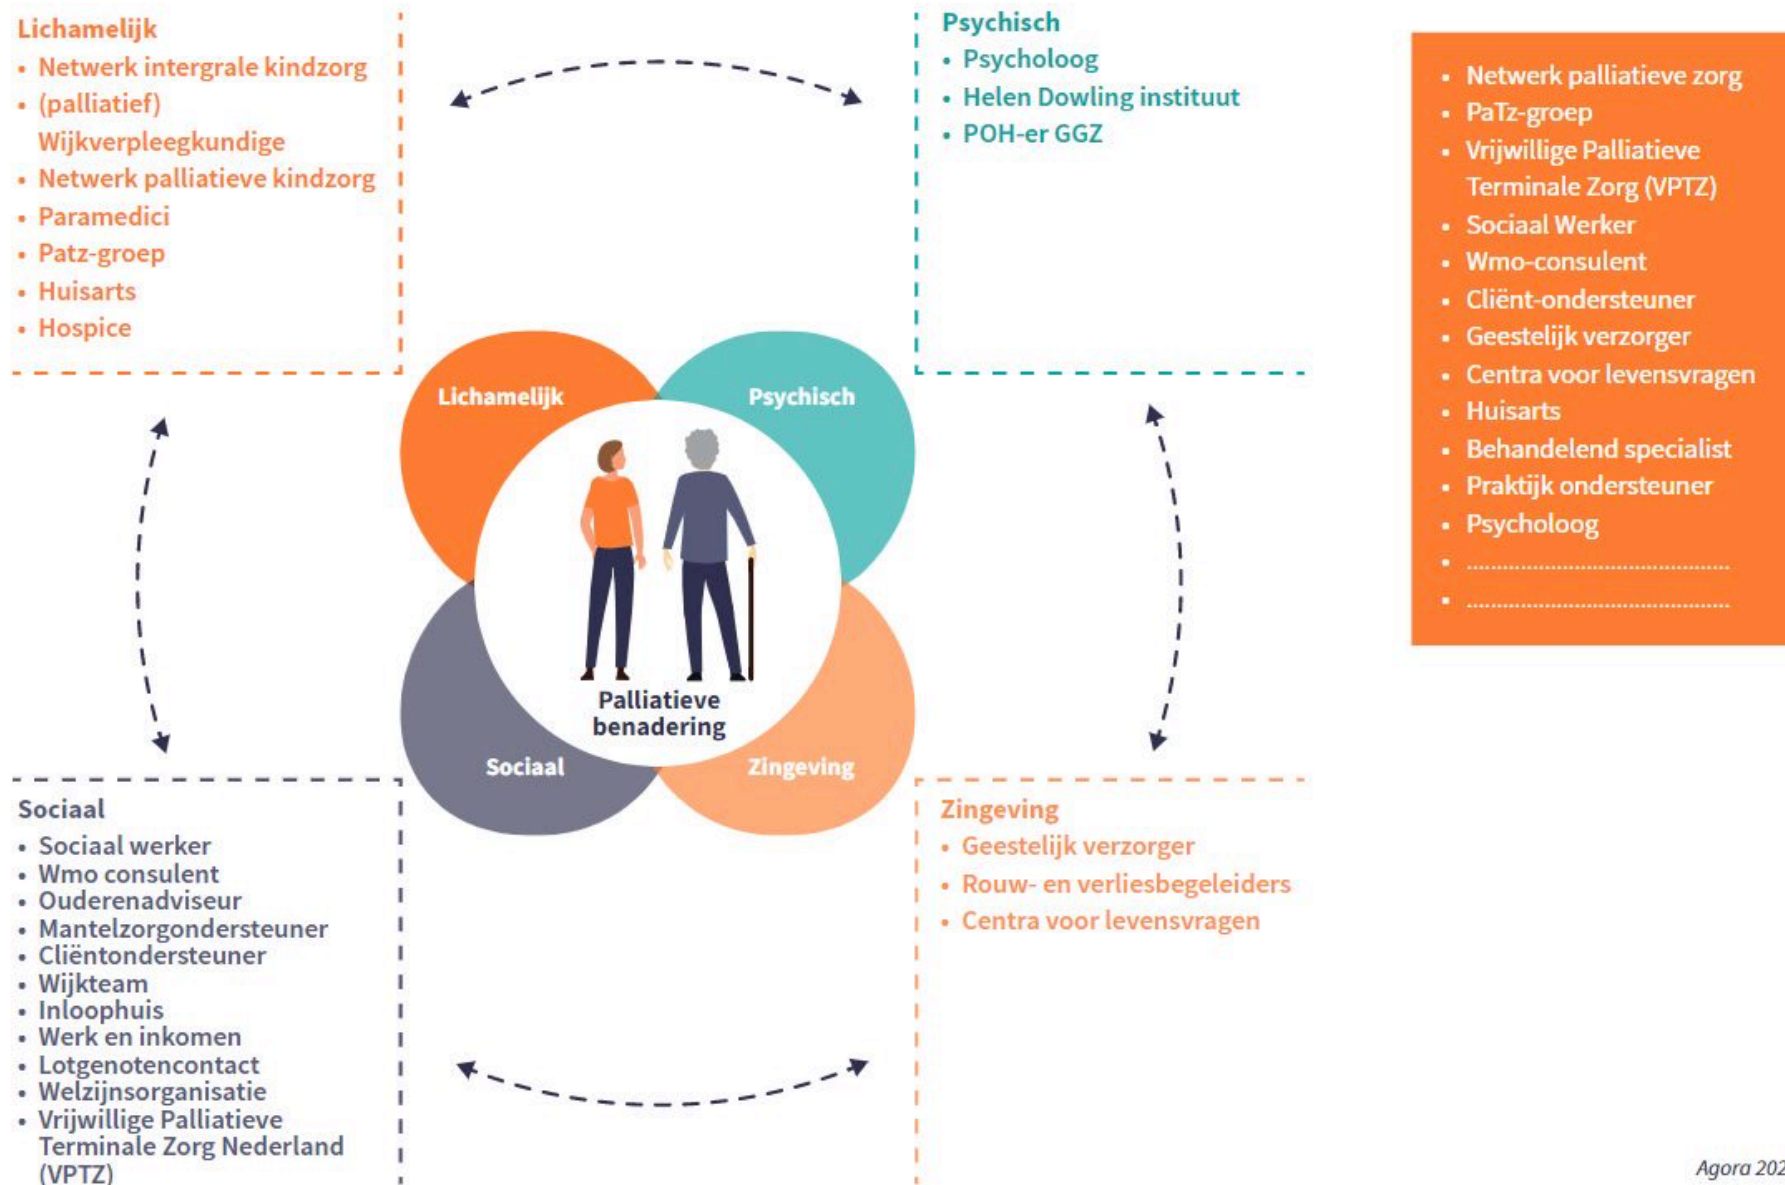 Lichamelijk
• Netwerk intergrale kindzorg
• (palliatief)
Wijkverpleegkundige
• Netwerk palliatieve kindzorg
• Paramedici
• Patz-groep
• Huisarts
• Hospice
Psychisch
• Psycholoog
• Helen Dowling instituut
• POH-er GGZ
Lichamelijk
Psychisch
Palliatieve
benadering
Sociaal
Zingeving
Sociaal
• Sociaal werker
• Wmo consulent
• Ouderenadviseur
• Mantelzorgondersteuner
• Cliëntondersteuner
• Wijkteam
• Inloophuis
• Werk en inkomen
• Lotgenotencontact
• Welzijnsorganisatie
• Vrijwillige Palliatieve
Terminale Zorg Nederland
(VPTZ)
Zingeving
• Geestelijk verzorger
• Rouw- en verliesbegeleiders
• Centra voor levensvragen
▪ Netwerk palliatieve zorg
▪ PaTz-groep
▪ Vrijwillige Palliatieve
Terminale Zorg (VPTZ)
▪ Sociaal Werker
▪ Wmo-consulent
▪ Cliënt-ondersteuner
▪ Geestelijk verzorger
▪ Centra voor levensvragen
▪ Huisarts
▪ Behandelend specialist
▪ Praktijk ondersteuner
▪ Psycholoog
▪ ............................................
▪ ............................................
Agora 202